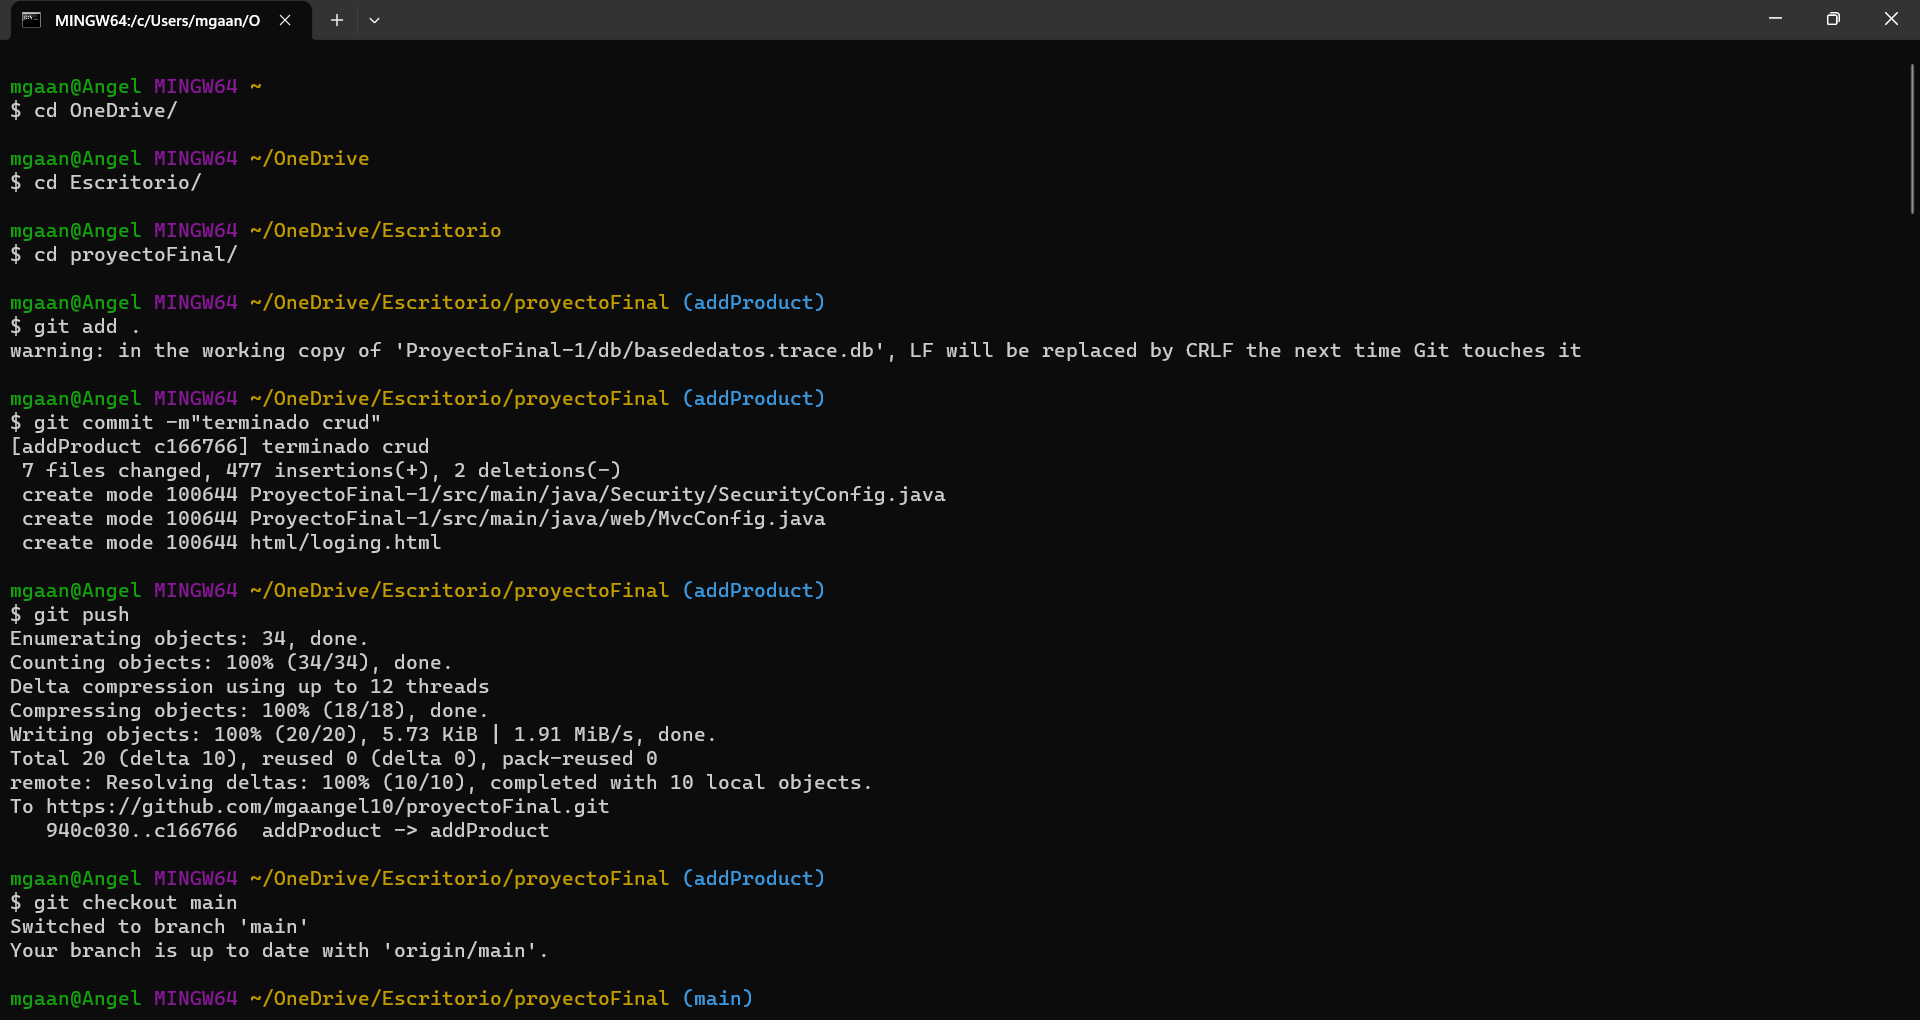 MINGW64:/c/Users/mgaan/O
mgaan@Angel MINGW64 ~
$ cd OneDrive/
mgaan@Angel MINGW64 ~/OneDrive
$ cd Escritorio/
mgaan@Angel MINGW64 ~/OneDrive/Escritorio
$ cd proyectoFinal/
mgaan@Angel MINGW64 ~/OneDrive/Escritorio/proyectoFinal (addProduct)
$ git add .
warning: in the working copy of 'ProyectoFinal-1/db/basededatos.trace.db', LF will be replaced by CRLF the next time Git touches it
mgaan@Angel MINGW64 ~/OneDrive/Escritorio/proyectoFinal (addProduct)
$ git commit -m"terminado crud"
[addProduct c166766] terminado crud
 7 files changed, 477 insertions(+), 2 deletions(-)
 create mode 100644 ProyectoFinal-1/src/main/java/Security/SecurityConfig.java
 create mode 100644 ProyectoFinal-1/src/main/java/web/MvcConfig.java
 create mode 100644 html/loging.html
mgaan@Angel MINGW64 ~/OneDrive/Escritorio/proyectoFinal (addProduct)
$ git push
Enumerating objects: 34, done.
Counting objects: 100% (34/34), done.
Delta compression using up to 12 threads
Compressing objects: 100% (18/18), done.
Writing objects: 100% (20/20), 5.73 KiB | 1.91 MiB/s, done.
Total 20 (delta 10), reused 0 (delta 0), pack-reused 0
remote: Resolving deltas: 100% (10/10), completed with 10 local objects.
To https://github.com/mgaangel10/proyectoFinal.git
   940c030..c166766  addProduct -> addProduct
mgaan@Angel MINGW64 ~/OneDrive/Escritorio/proyectoFinal (addProduct)
$ git checkout main
Switched to branch 'main'
Your branch is up to date with 'origin/main'.
mgaan@Angel MINGW64 ~/OneDrive/Escritorio/proyectoFinal (main)